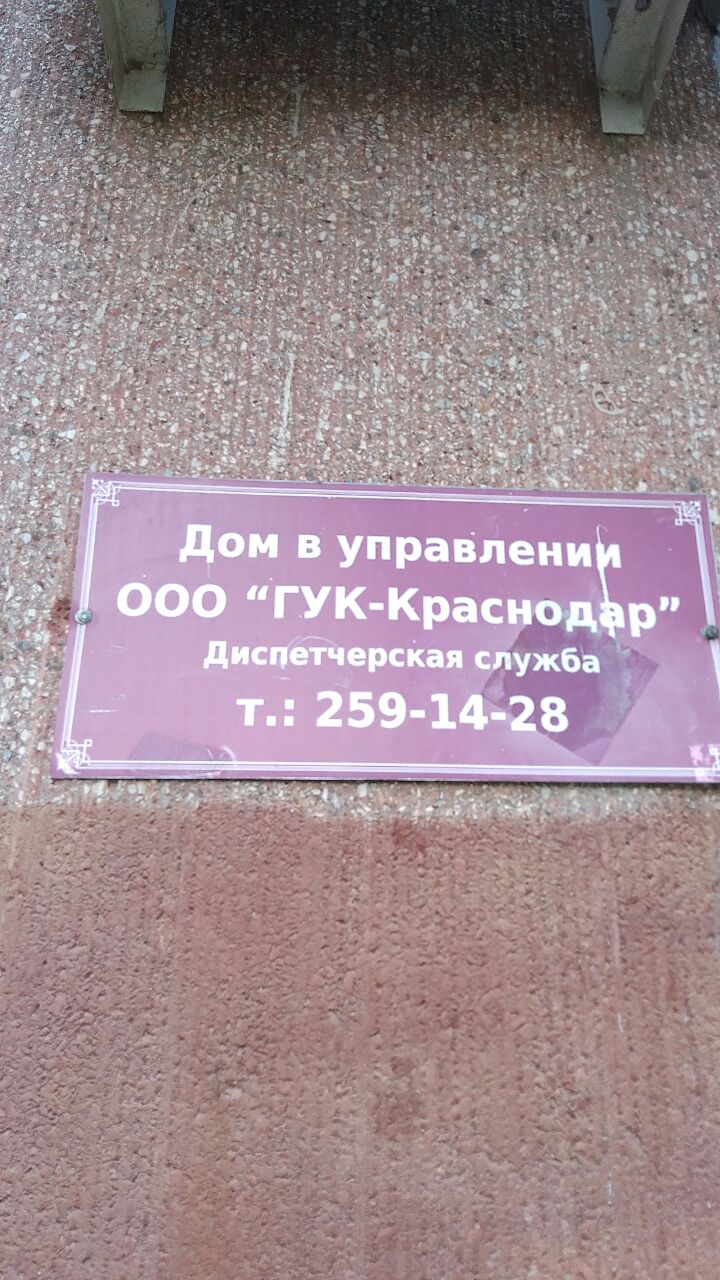 Дом в управлении
ООО “ГУК-Краснодар”
Диспетчерская служба
т.: 259-14-28